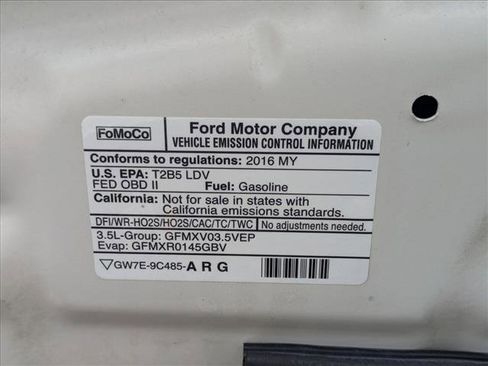 FoMoCo
Ford Motor Company
VEHICLE EMISSION CONTROL INFORMATION
Conforms to regulations: 2016 MY
U.S. EPA: T2B5 LDV
FED OBD II Fuel: Gasoline
California: Not for sale in states with
California emissions standards.
DFI/WR-HO2S/HO2S/CAC/TC/TWC No adjustments needed.
3.5L-Group: GFMXV03.5VEP
Evap: GFMXR0145GBV
GW7E-9C485-A R G